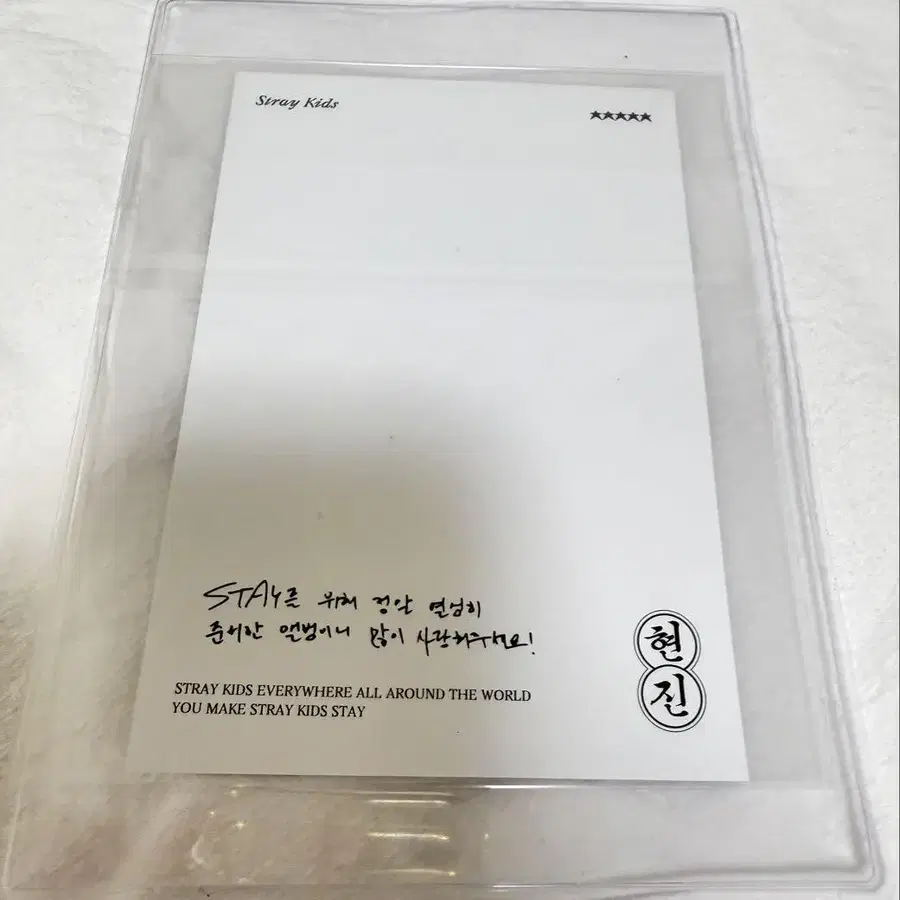 Stray Kids
★★★★★
STAY를 위해 정말 열심히
준비한 앨범이니 많이 사랑해주세요!
현
진
STRAY KIDS EVERYWHERE ALL AROUND THE WORLD
YOU MAKE STRAY KIDS STAY